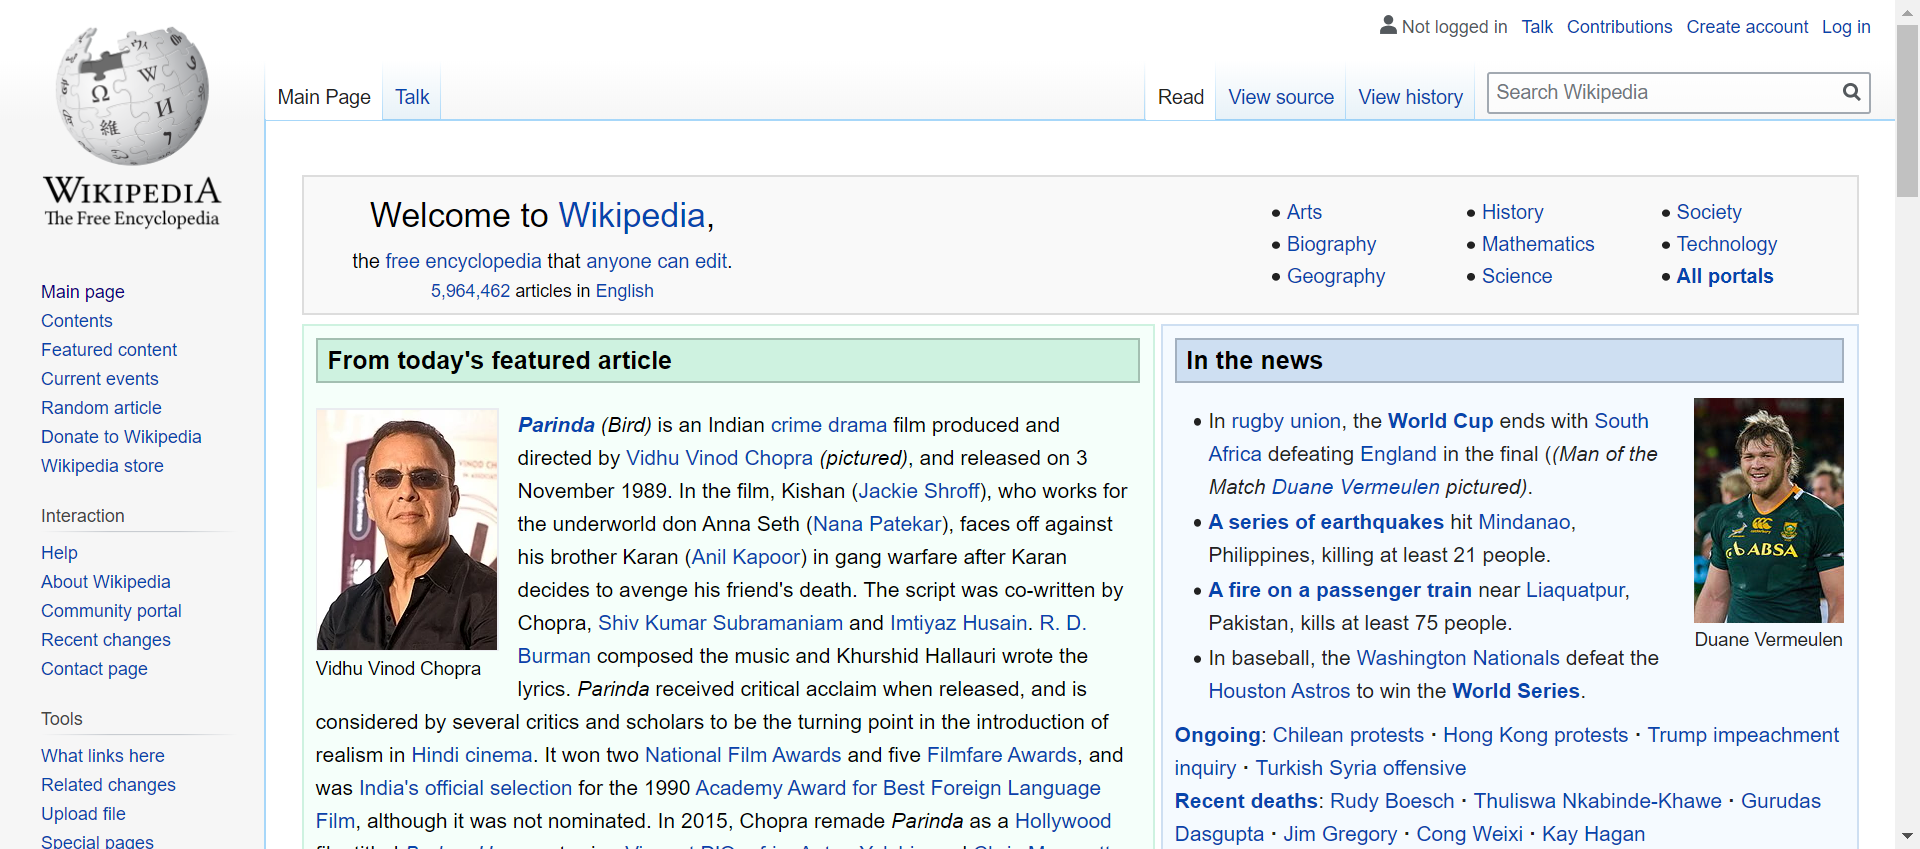 Not logged in Talk Contributions Create account Log in
Main Page Talk Read View source View history Search Wikipedia
WIKIPEDIA
The Free Encyclopedia
Main page
Contents
Featured content
Current events
Random article
Donate to Wikipedia
Wikipedia store
Interaction
Help
About Wikipedia
Community portal
Recent changes
Contact page
Tools
What links here
Related changes
Upload file
Special pages
Welcome to Wikipedia,
the free encyclopedia that anyone can edit.
5,964,462 articles in English
Arts
Biography
Geography
History
Mathematics
Science
Society
Technology
All portals
From today's featured article
Vidhu Vinod Chopra
Parinda (Bird) is an Indian crime drama film produced and
directed by Vidhu Vinod Chopra (pictured), and released on 3
November 1989. In the film, Kishan (Jackie Shroff), who works for
the underworld don Anna Seth (Nana Patekar), faces off against
his brother Karan (Anil Kapoor) in gang warfare after Karan
decides to avenge his friend's death. The script was co-written by
Chopra, Shiv Kumar Subramaniam and Imtiyaz Husain. R. D.
Burman composed the music and Khurshid Hallauri wrote the
lyrics. Parinda received critical acclaim when released, and is
considered by several critics and scholars to be the turning point in the introduction of
realism in Hindi cinema. It won two National Film Awards and five Filmfare Awards, and
was India's official selection for the 1990 Academy Award for Best Foreign Language
Film, although it was not nominated. In 2015, Chopra remade Parinda as a Hollywood
In the news
In rugby union, the World Cup ends with South
Africa defeating England in the final ((Man of the
Match Duane Vermeulen pictured).
A series of earthquakes hit Mindanao,
Philippines, killing at least 21 people.
A fire on a passenger train near Liaquatpur,
Pakistan, kills at least 75 people.
In baseball, the Washington Nationals defeat the
Houston Astros to win the World Series.
ABSA
Duane Vermeulen
Ongoing: Chilean protests · Hong Kong protests · Trump impeachment
inquiry · Turkish Syria offensive
Recent deaths: Rudy Boesch · Thuliswa Nkabinde-Khawe · Gurudas
Dasgupta · Jim Gregory · Cong Weixi · Kay Hagan